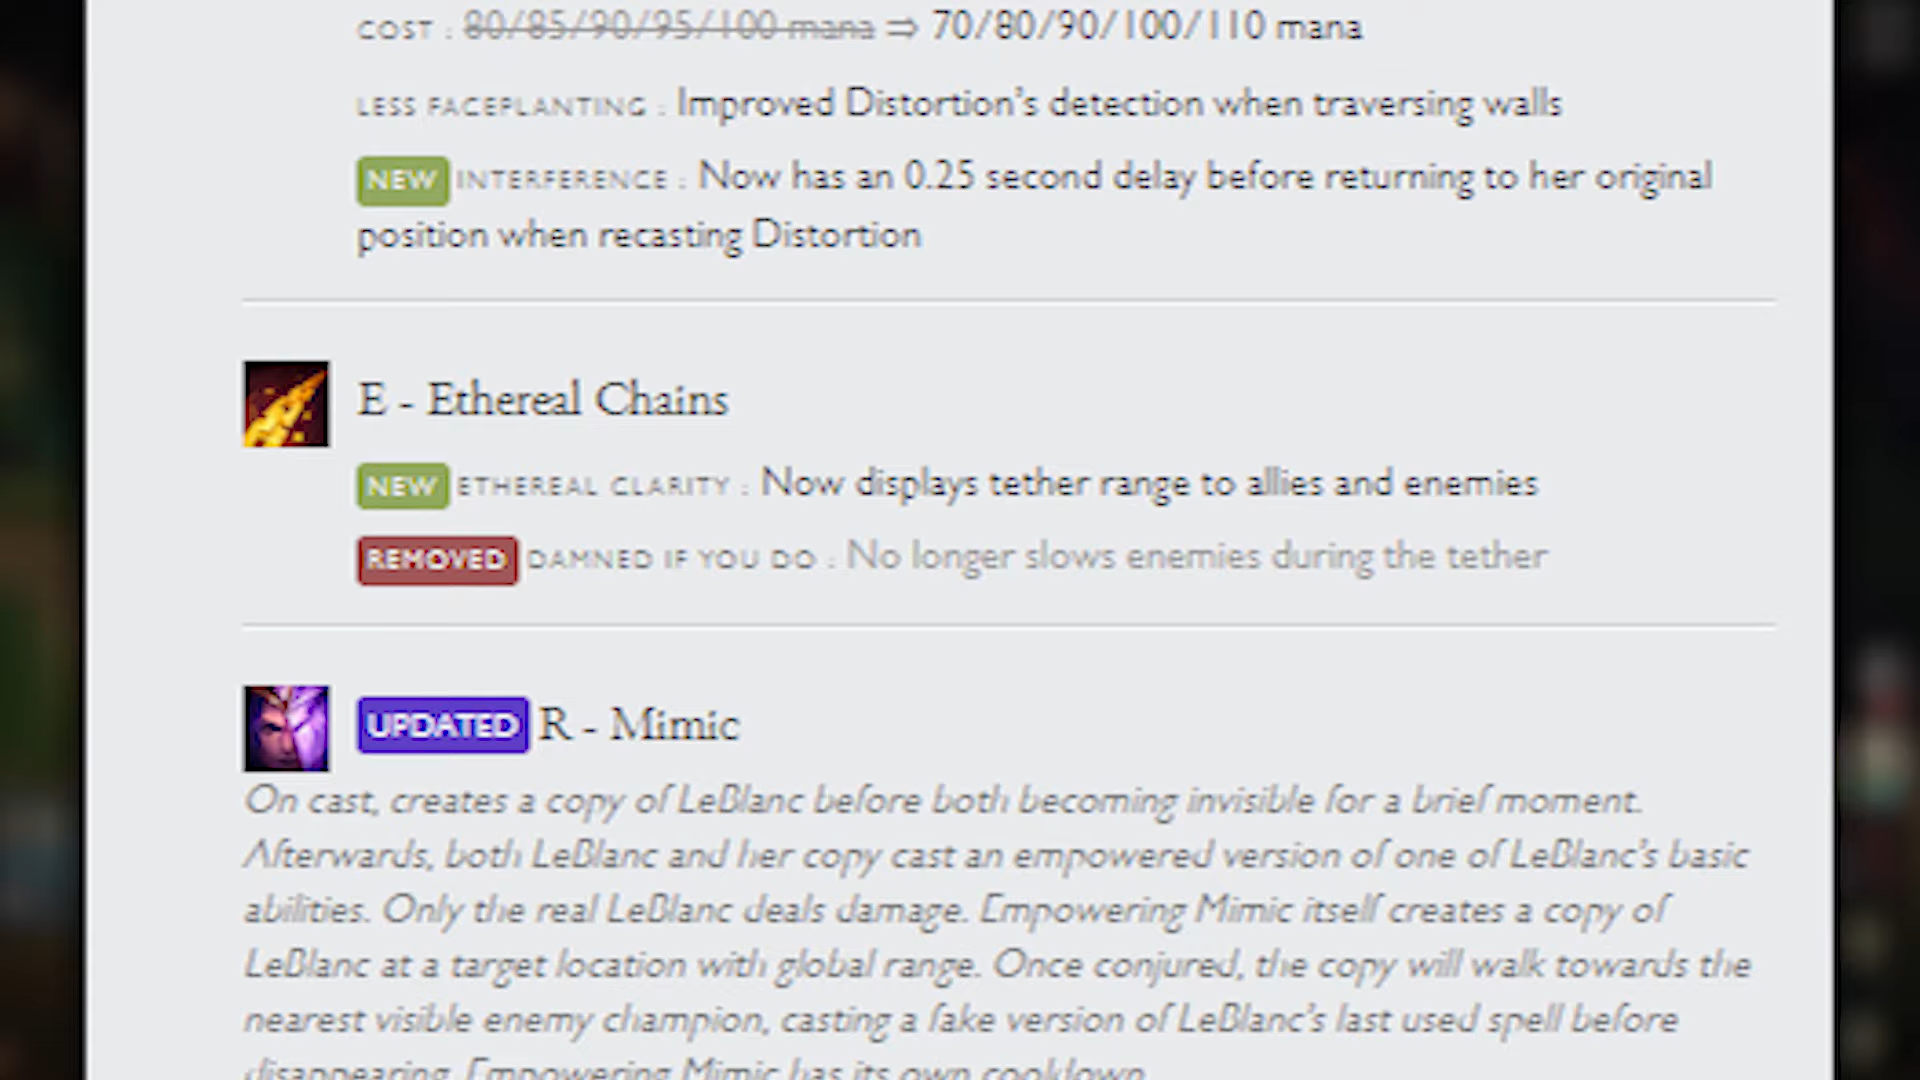 COST : 80/85/90/95/100 mana ⇒ 70/80/90/100/110 mana
LESS FACEPLANTING : Improved Distortion's detection when traversing walls
NEW INTERFERENCE : Now has an 0.25 second delay before returning to her original
position when recasting Distortion
E - Ethereal Chains
NEW ETHEREAL CLARITY : Now displays tether range to allies and enemies
REMOVED DAMNED IF YOU DO : No longer slows enemies during the tether
UPDATED R - Mimic
On cast, creates a copy of LeBlanc before both becoming invisible for a brief moment.
Afterwards, both LeBlanc and her copy cast an empowered version of one of LeBlanc's basic
abilities. Only the real LeBlanc deals damage. Empowering Mimic itself creates a copy of
LeBlanc at a target location with global range. Once conjured, the copy will walk towards the
nearest visible enemy champion, casting a fake version of LeBlanc's last used spell before
disappearing. Empowering Mimic has its own cooldown.